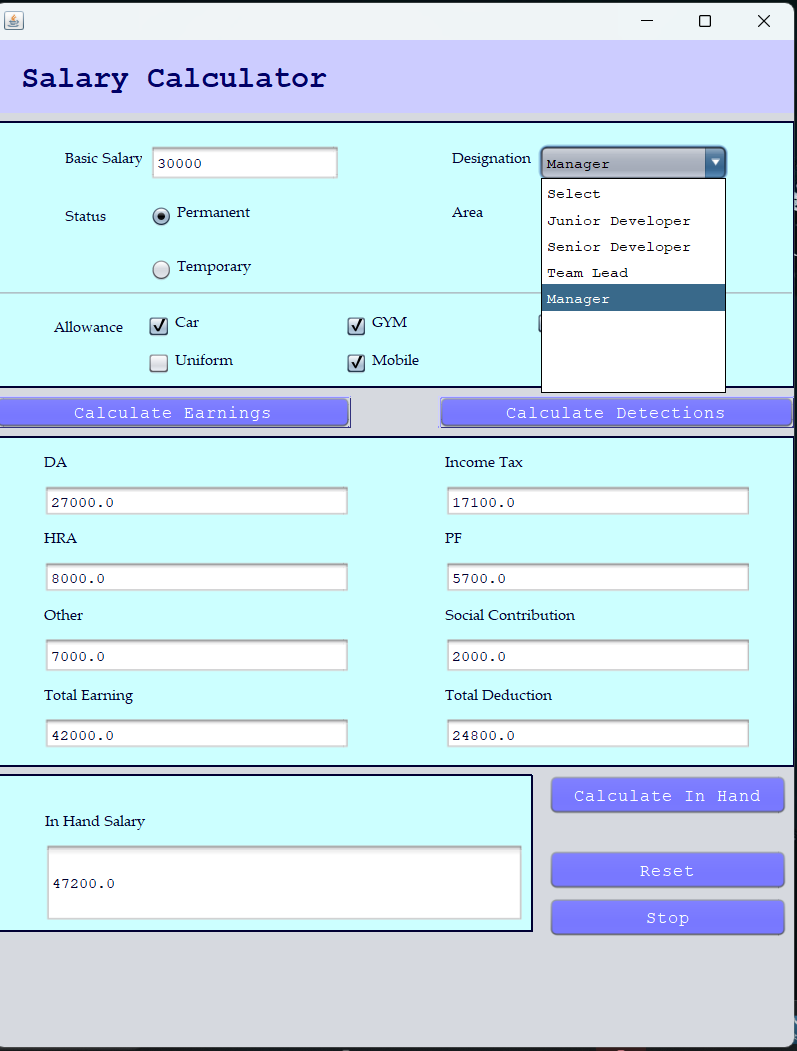 Salary Calculator
Basic Salary 30000 Designation Manager
Select
Status Permanent Area
Junior Developer
Senior Developer
Temporary
Team Lead
Manager
Allowance Car GYM
Uniform Mobile
Calculate Earnings Calculate Detections
DA Income Tax
27000.0 17100.0
HRA PF
8000.0 5700.0
Other Social Contribution
7000.0 2000.0
Total Earning Total Deduction
42000.0 24800.0
Calculate In Hand
In Hand Salary
Reset
47200.0
Stop